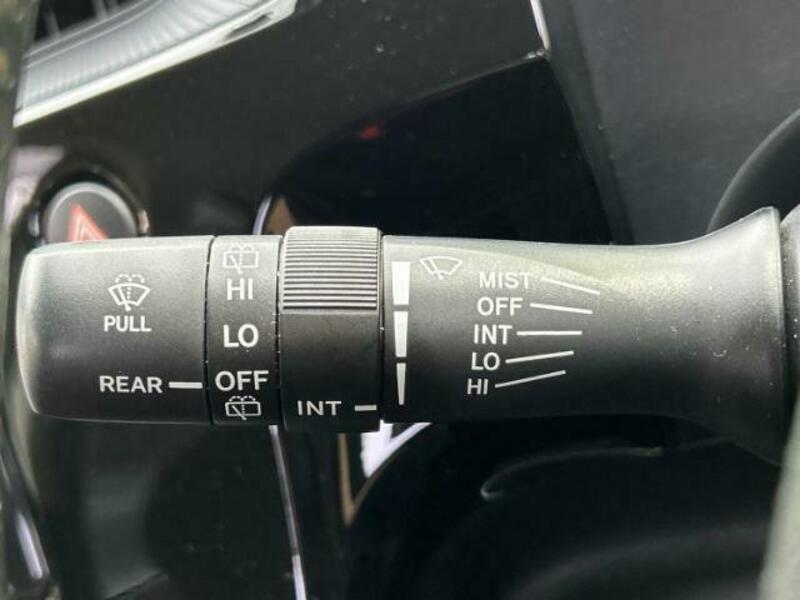 PULL
REAR
HI
LO
OFF
INT
MIST
OFF
INT
LO
HI